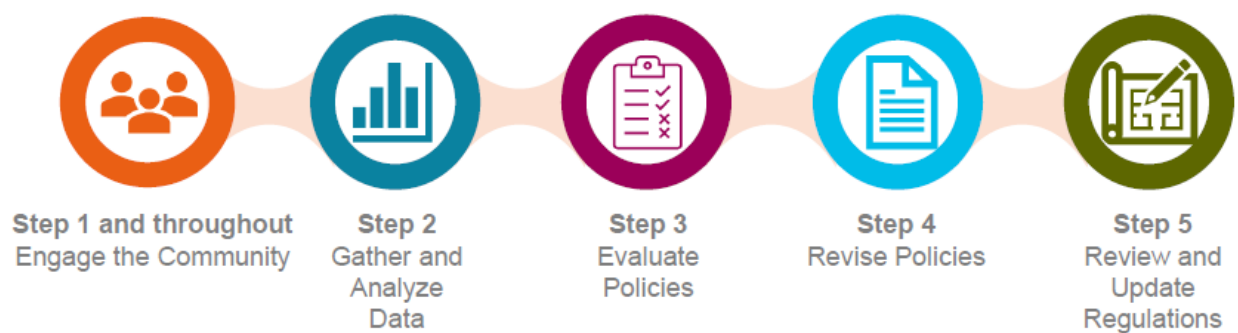 Step 1 and throughout
Engage the Community
Step 2
Gather and
Analyze
Data
Step 3
Evaluate
Policies
Step 4
Revise Policies
Step 5
Review and
Update
Regulations